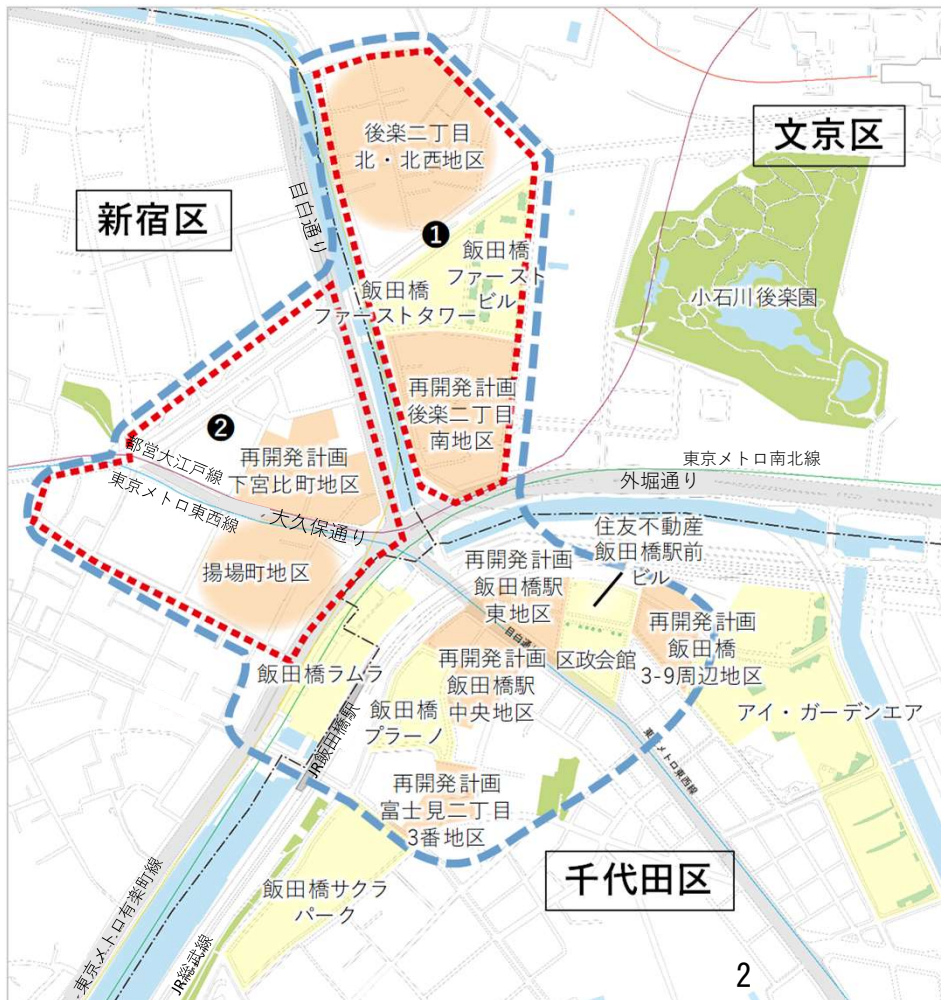 後楽二丁目
北・北西地区
文京区
新宿区
目白通り
❶
飯田橋
ファースト
ビル
飯田橋
ファーストタワー
小石川後楽園
再開発計画
後楽二丁目
南地区
❷
都営大江戸線
東京メトロ東西線
再開発計画
下宮比町地区
大久保通り
東京メトロ南北線
外堀通り
揚場町地区
住友不動産
飯田橋駅前
ビル
再開発計画
飯田橋駅
東地区
目白通
再開発計画
飯田橋
3-9周辺地区
区政会館
飯田橋ラムラ
再開発計画
飯田橋駅
中央地区
飯田橋
プラーノ
アイ・ガーデンエア
JR飯田橋駅
東京メトロ東西線
再開発計画
富士見二丁目
3番地区
千代田区
飯田橋サクラ
パーク
東京メトロ有楽町線
JR総武線
2